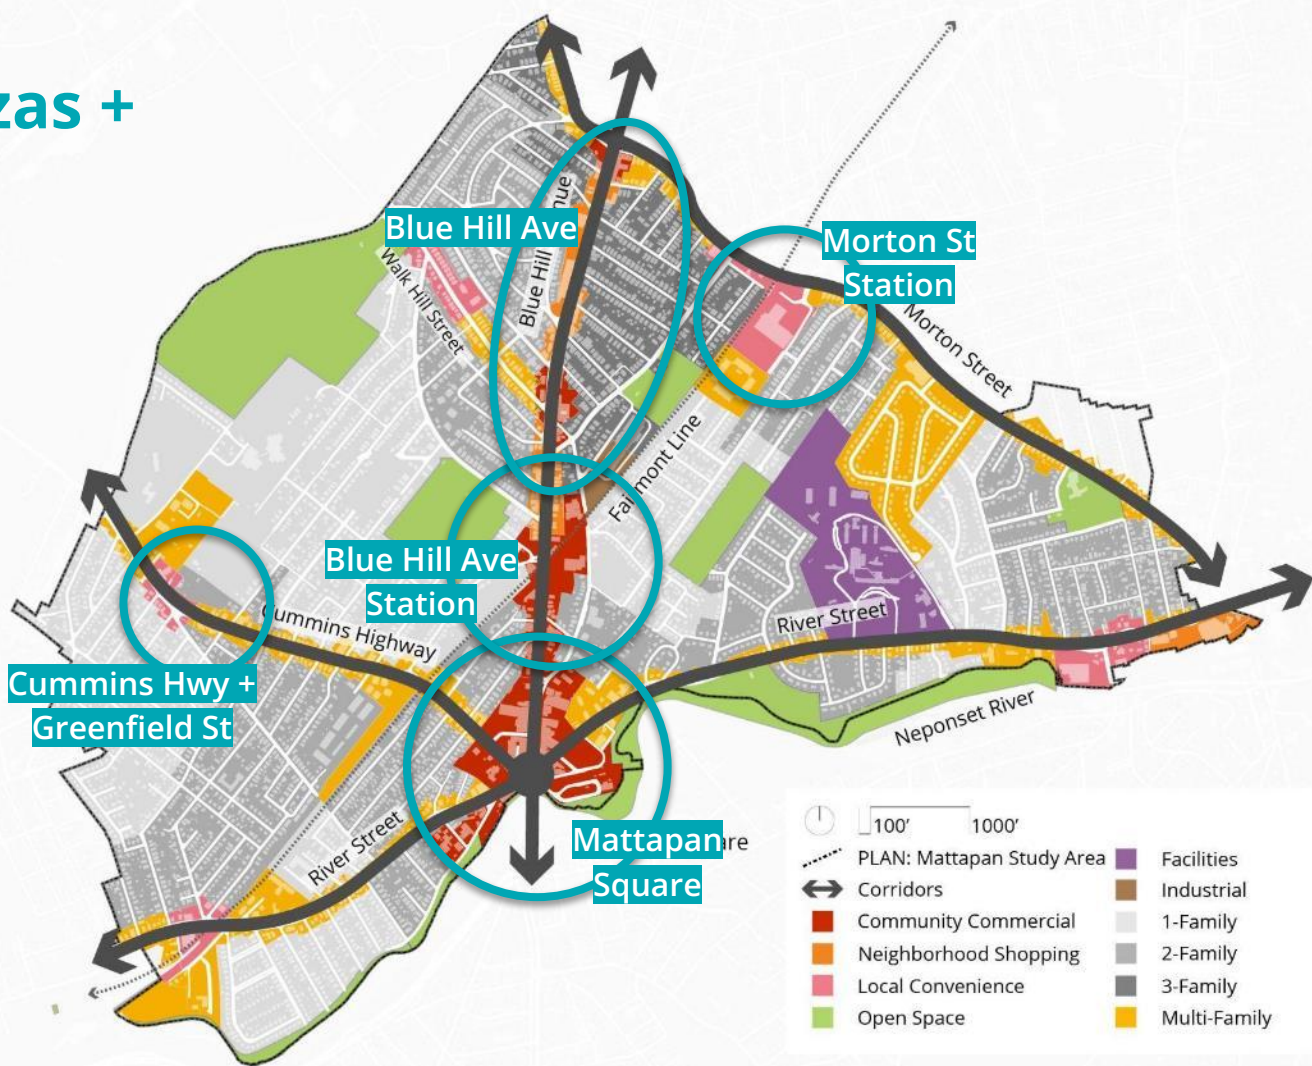 zas +
Blue Hill Ave
nue
Blue Hill
Walk Hill Street
Morton St
Station
Morton Street
Fairmont Line
Blue Hill Ave
Station
Cummins Highway
River Street
Cummins Hwy +
Greenfield St
Neponset River
River Street
Mattapan
Square
are
100'
1000'
PLAN: Mattapan Study Area
Corridors
Community Commercial
Neighborhood Shopping
Local Convenience
Open Space
Facilities
Industrial
1-Family
2-Family
3-Family
Multi-Family